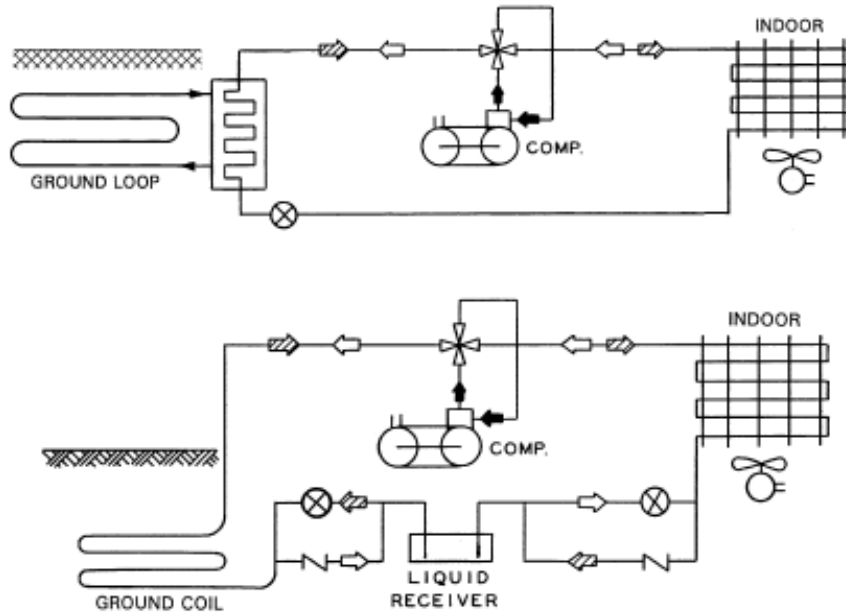 INDOOR
COMP.
GROUND LOOP
INDOOR
COMP.
LIQUID
RECEIVER
GROUND COIL